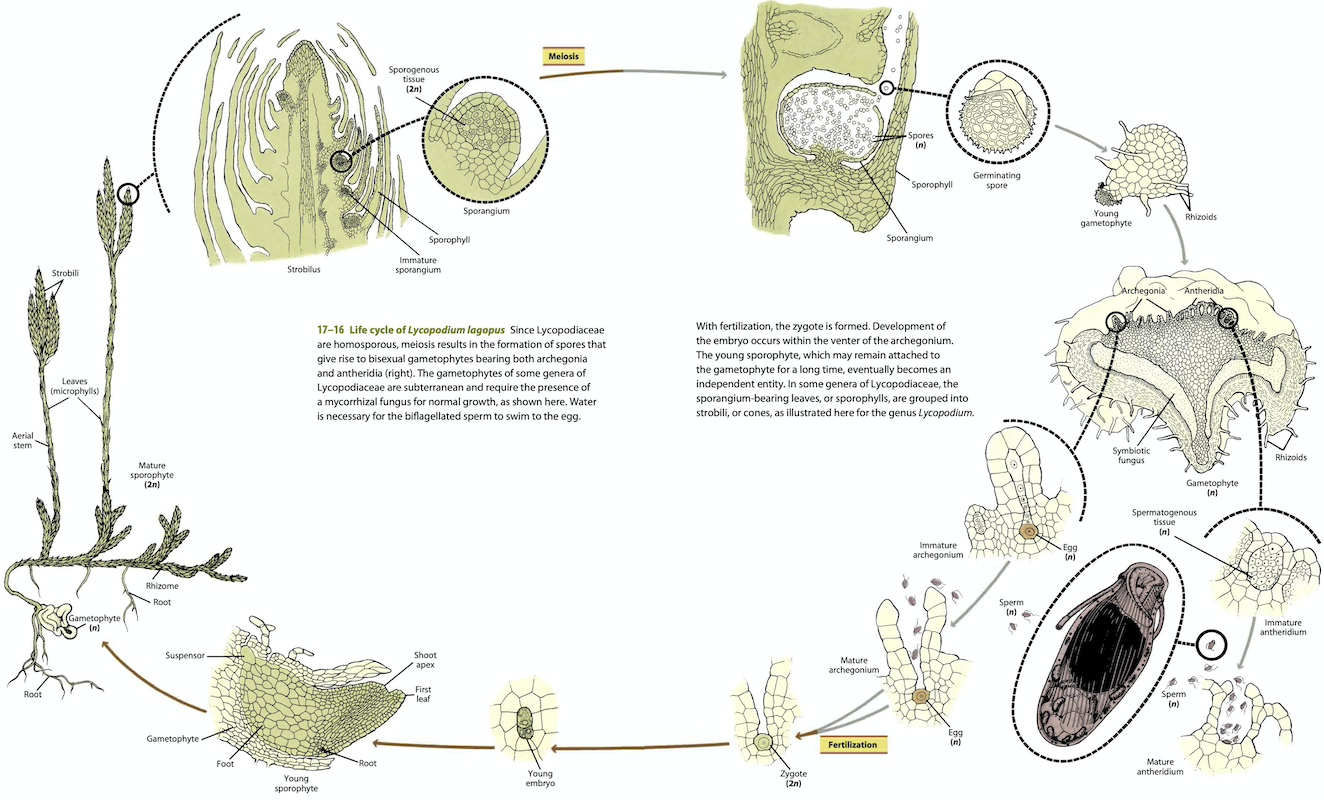 Meiosis
Sporogenous
tissue
(2n)
Sporangium
Sporophyll
Immature
sporangium
Strobilus
Spores
(n)
Sporophyll
Sporangium
Germinating
spore
Young
gametophyte
Rhizoids
Archegonia
Antheridia
Symbiotic
fungus
Rhizoids
Gametophyte
(n)
17–16 Life cycle of Lycopodium lagopus Since Lycopodiaceae
are homosporous, meiosis results in the formation of spores that
give rise to bisexual gametophytes bearing both archegonia
and antheridia (right). The gametophytes of some genera of
Lycopodiaceae are subterranean and require the presence of
a mycorrhizal fungus for normal growth, as shown here. Water
is necessary for the biflagellated sperm to swim to the egg.
With fertilization, the zygote is formed. Development of
the embryo occurs within the venter of the archegonium.
The young sporophyte, which may remain attached to
the gametophyte for a long time, eventually becomes an
independent entity. In some genera of Lycopodiaceae, the
sporangium-bearing leaves, or sporophylls, are grouped into
strobili, or cones, as illustrated here for the genus Lycopodium.
Strobili
Leaves
(microphylls)
Aerial
stem
Mature
sporophyte
(2n)
Rhizome
Root
Gametophyte
(n)
Root
Immature
archegonium
Egg
(n)
Spermatogenous
tissue
(n)
Immature
antheridium
Sperm
(n)
Sperm
(n)
Mature
antheridium
Mature
archegonium
Egg
(n)
Fertilization
Zygote
(2n)
Young
embryo
Suspensor
Shoot
apex
First
leaf
Gametophyte
Foot
Root
Young
sporophyte